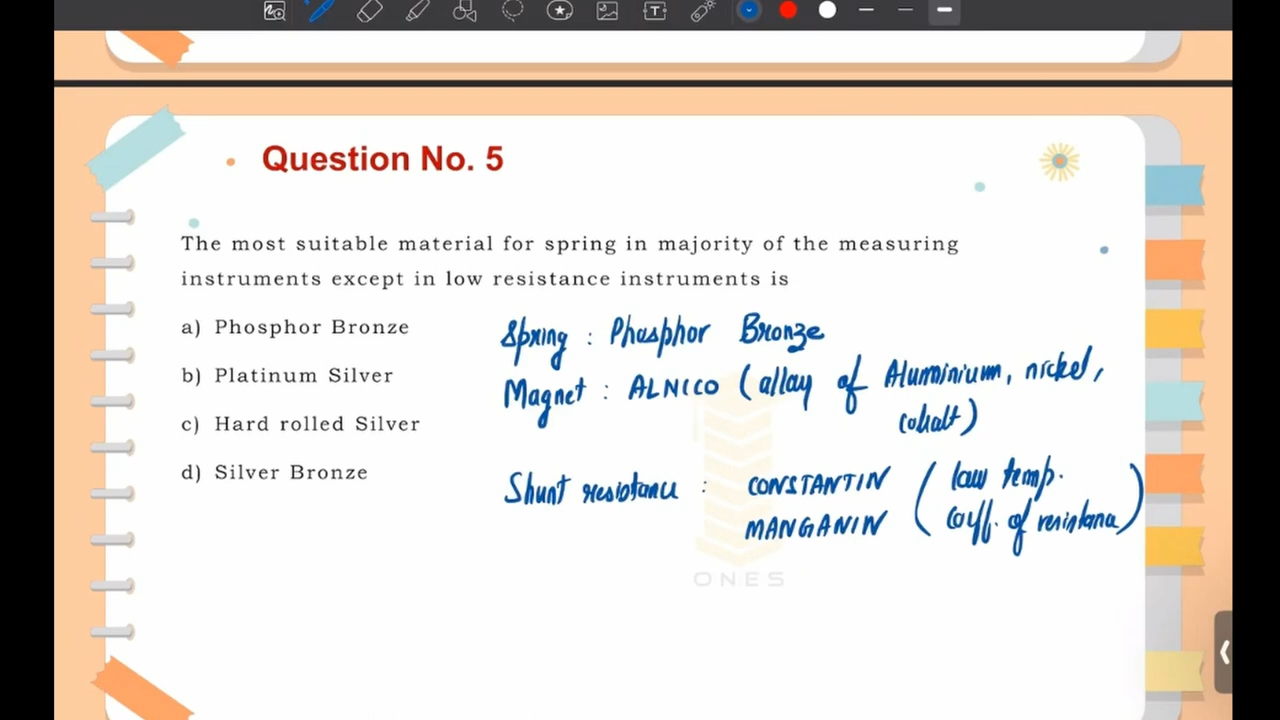 Question No. 5
The most suitable material for spring in majority of the measuring
instruments except in low resistance instruments is
a) Phosphor Bronze
b) Platinum Silver
c) Hard rolled Silver
d) Silver Bronze
Spring : Phosphor Bronze
Magnet : ALNICO (alloy of Aluminium, nickel,
cobalt)
Shunt resistance : CONSTANTIN (low temp.
MANGANIN coeff. of resistance)
ONES